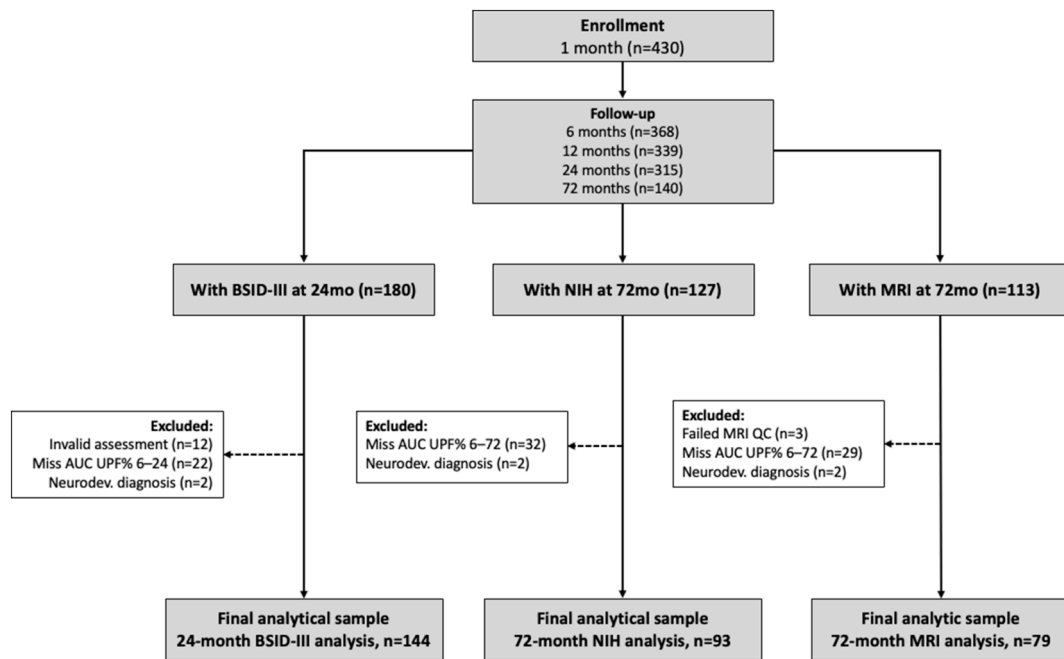 Enrollment
1 month (n=430)
Follow-up
6 months (n=368)
12 months (n=339)
24 months (n=315)
72 months (n=140)
With BSID-III at 24mo (n=180)
With NIH at 72mo (n=127)
With MRI at 72mo (n=113)
Excluded:
Invalid assessment (n=12)
Miss AUC UPF% 6–24 (n=22)
Neurodev. diagnosis (n=2)
Excluded:
Miss AUC UPF% 6–72 (n=32)
Neurodev. diagnosis (n=2)
Excluded:
Failed MRI QC (n=3)
Miss AUC UPF% 6–72 (n=29)
Neurodev. diagnosis (n=2)
Final analytical sample
24-month BSID-III analysis, n=144
Final analytical sample
72-month NIH analysis, n=93
Final analytic sample
72-month MRI analysis, n=79